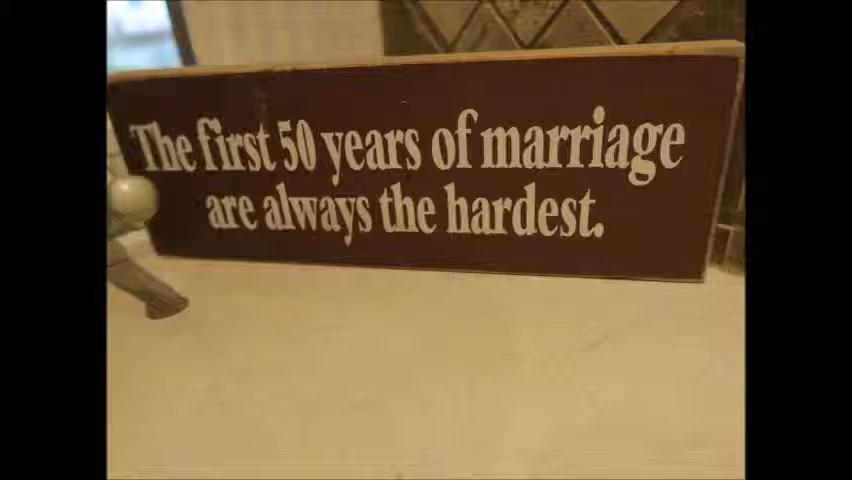 The first 50 years of marriage
are always the hardest.